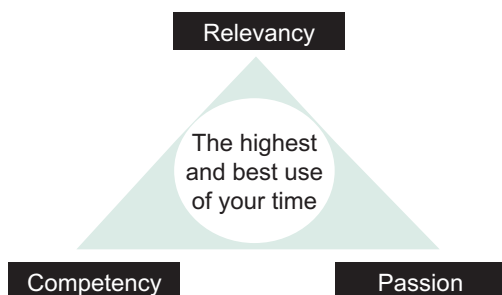 Relevancy
The highest
and best use
of your time
Competency
Passion